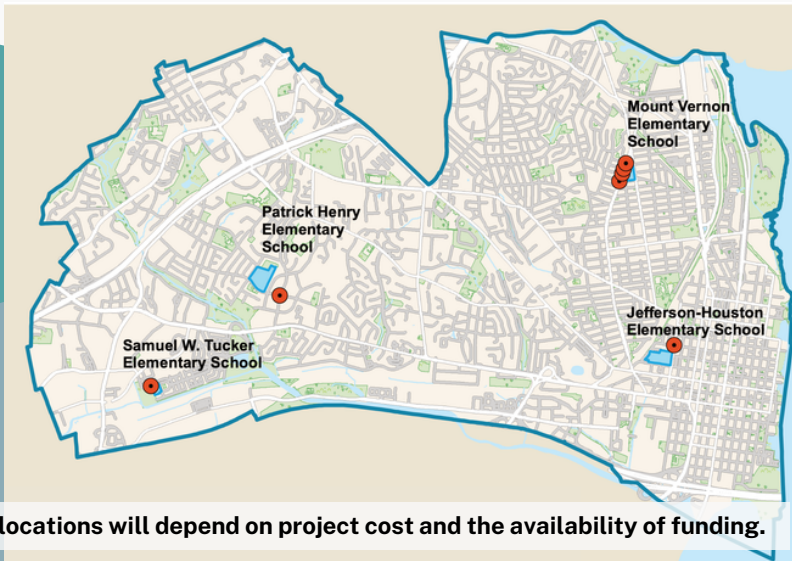 Mount Vernon
Elementary
School
Patrick Henry
Elementary
School
Jefferson-Houston
Elementary School
Samuel W. Tucker
Elementary School
locations will depend on project cost and the availability of funding.